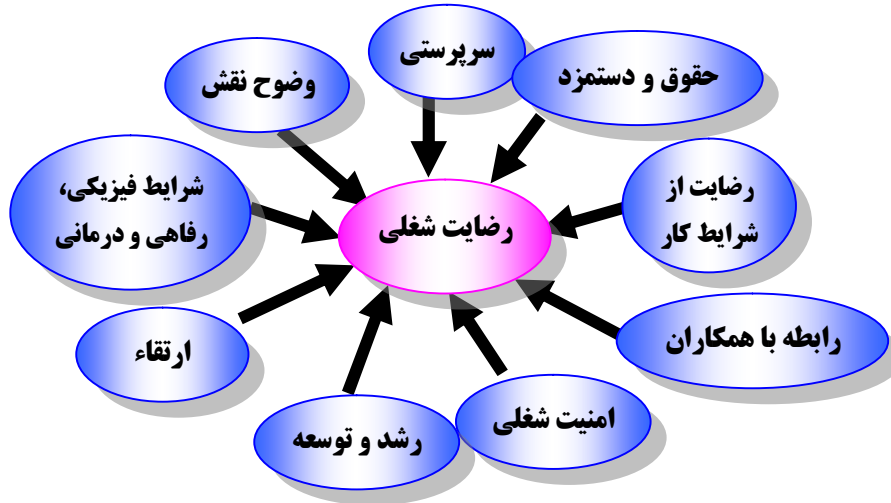 سرپرستی
حقوق و دستمزد
وضوح نقش
رضایت از
شرایط کار
شرایط فیزیکی،
رفاهی و درمانی
رضایت شغلی
رابطه با همکاران
ارتقاء
امنیت شغلی
رشد و توسعه